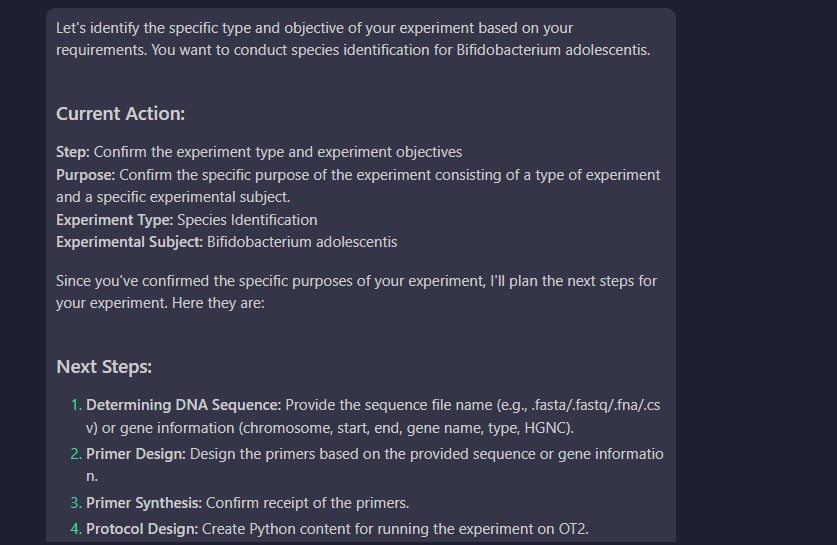 Let's identify the specific type and objective of your experiment based on your
requirements. You want to conduct species identification for Bifidobacterium adolescentis.
Current Action:
Step: Confirm the experiment type and experiment objectives
Purpose: Confirm the specific purpose of the experiment consisting of a type of experiment
and a specific experimental subject.
Experiment Type: Species Identification
Experimental Subject: Bifidobacterium adolescentis
Since you've confirmed the specific purposes of your experiment, I'll plan the next steps for
your experiment. Here they are:
Next Steps:
1. Determining DNA Sequence: Provide the sequence file name (e.g., .fasta/.fastq/.fna/.cs
v) or gene information (chromosome, start, end, gene name, type, HGNC).
2. Primer Design: Design the primers based on the provided sequence or gene informatio
n.
3. Primer Synthesis: Confirm receipt of the primers.
4. Protocol Design: Create Python content for running the experiment on OT2.